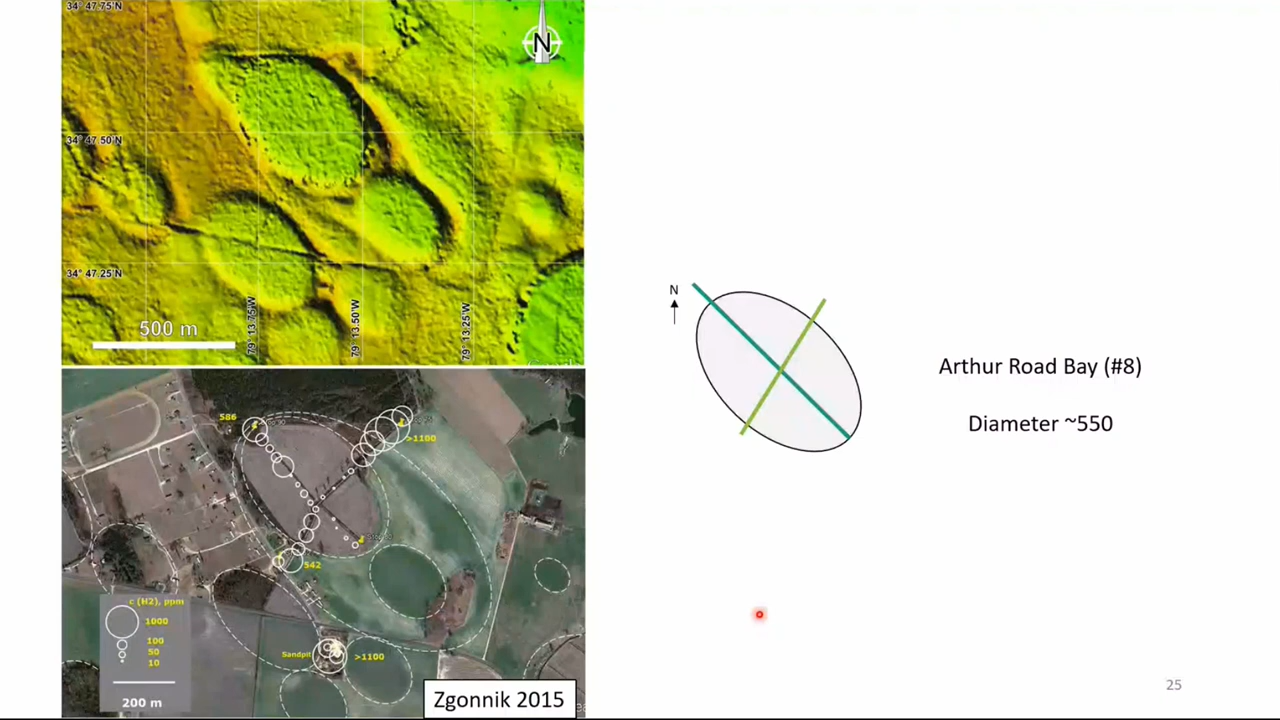 34° 47.75'N
N
34° 47.50'N
34° 47.25'N
79° 13.75'W
79° 13.50'W
79° 13.25'W
500 m
586
>1100
542
c (H2), ppm
1000
100
50
10
200 m
Sandpit
>1100
Zgonnik 2015
N
Arthur Road Bay (#8)
Diameter ~550
25